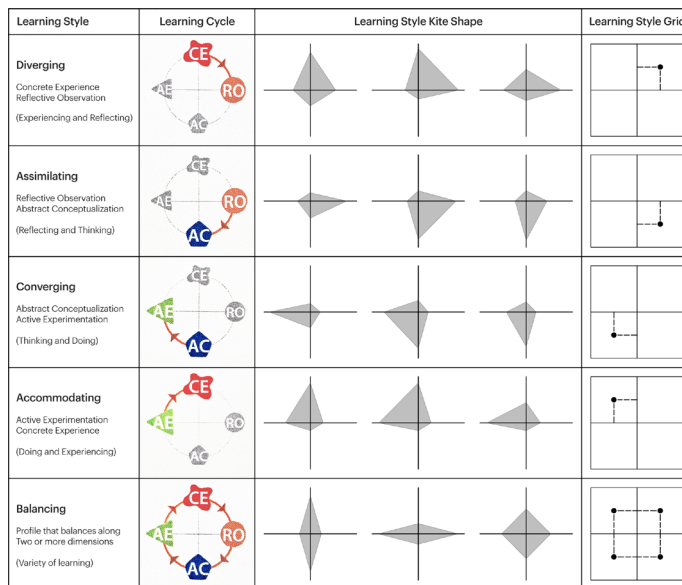 Learning Style
Learning Cycle
Learning Style Kite Shape
Learning Style Grid
Diverging
Concrete Experience
Reflective Observation
(Experiencing and Reflecting)
CE
AE
RO
AC
Assimilating
Reflective Observation
Abstract Conceptualization
(Reflecting and Thinking)
CE
AE
RO
AC
Converging
Abstract Conceptualization
Active Experimentation
(Thinking and Doing)
CE
AE
RO
AC
Accommodating
Active Experimentation
Concrete Experience
(Doing and Experiencing)
CE
AE
RO
AC
Balancing
Profile that balances along
Two or more dimensions
(Variety of learning)
CE
AE
RO
AC